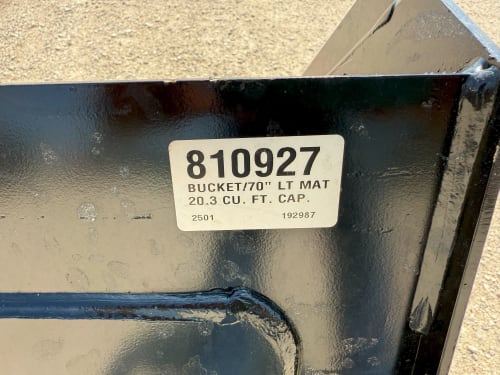 810927
BUCKET/70" LT MAT
20.3 CU. FT. CAP.
2501 192987